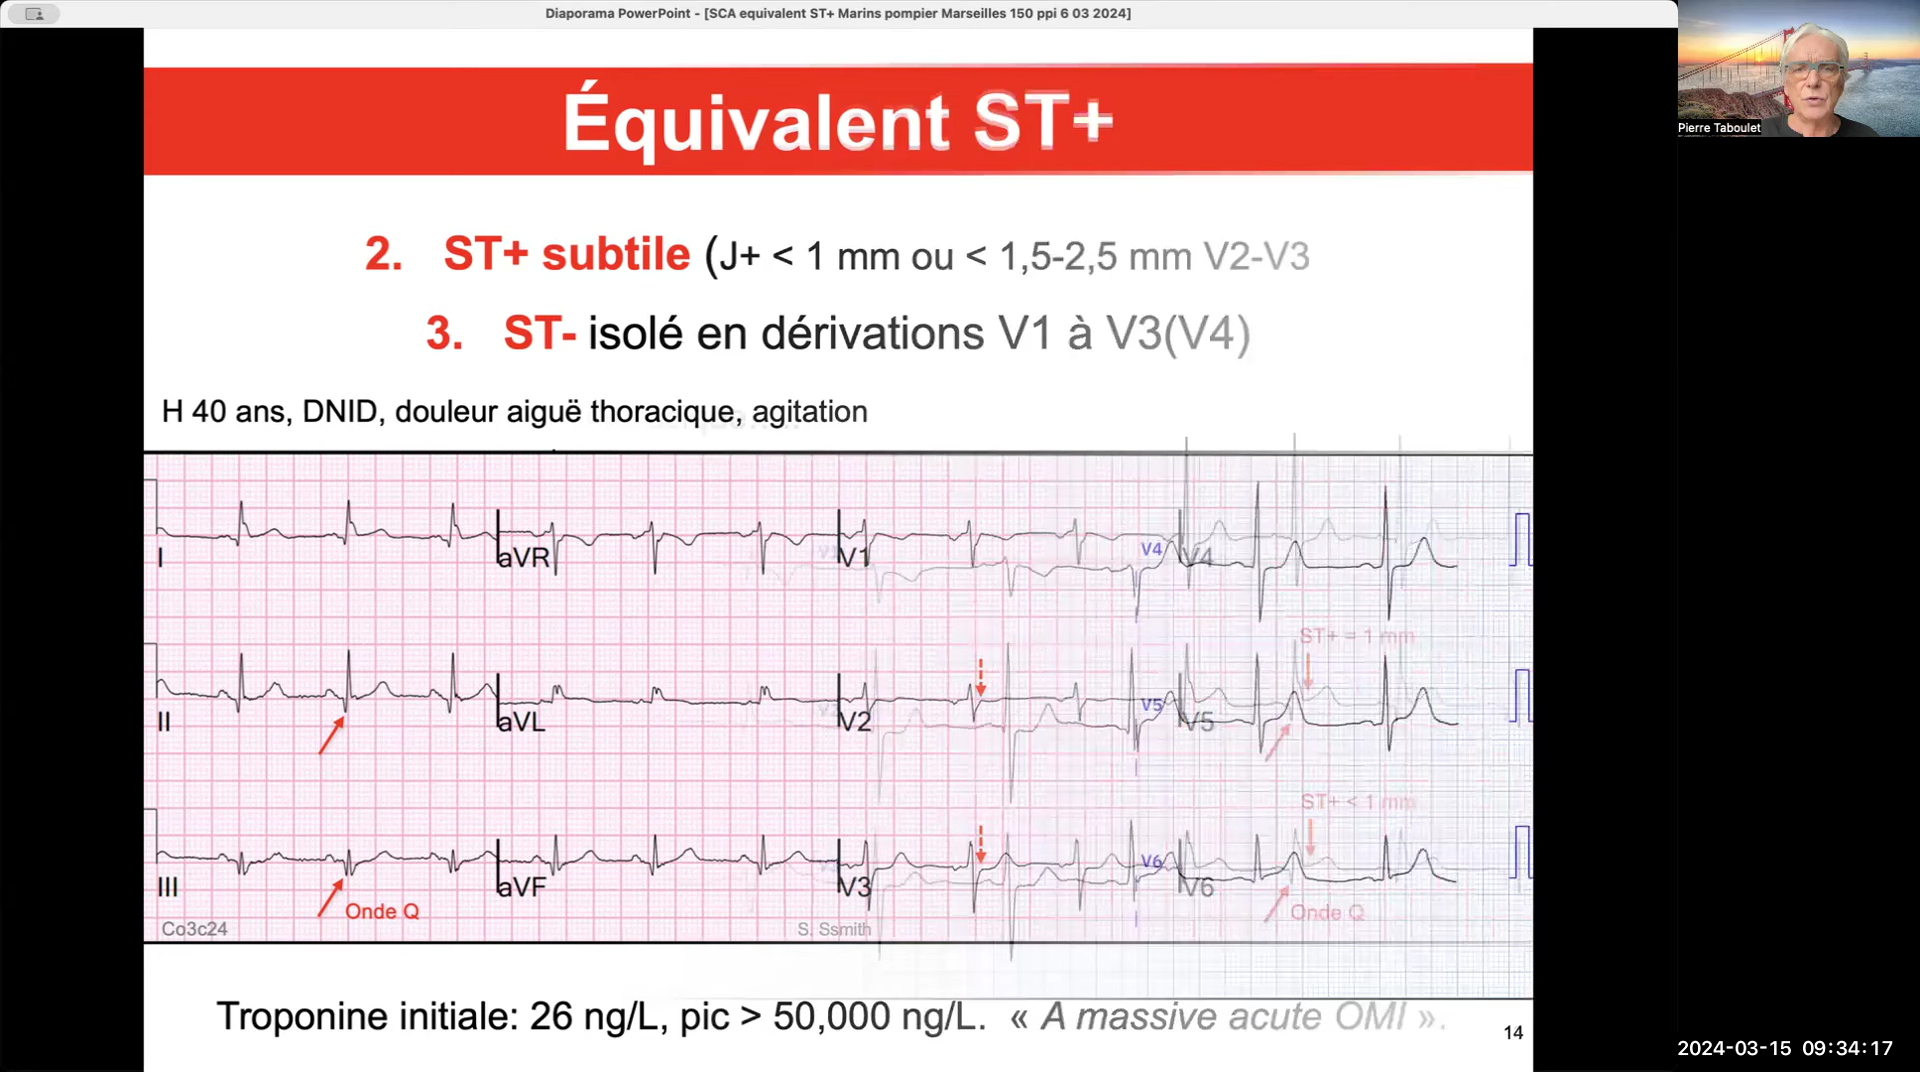 Diaporama PowerPoint - [SCA equivalent ST+ Marins pompier Marseilles 150 ppi 6 03 2024]
Pierre Taboulet
Équivalent ST+
2. ST+ subtile (J+ < 1 mm ou < 1,5-2,5 mm V2-V3
3. ST- isolé en dérivations V1 à V3(V4)
H 40 ans, DNID, douleur aiguë thoracique, agitation
I aVR V1 V4 V4
ST+ = 1 mm
II aVL V2 V5 V5
ST+ < 1 mm
III aVF V3 V6 V6
Onde Q Onde Q
Co3c24 S. Ssmith
Troponine initiale: 26 ng/L, pic > 50,000 ng/L. « A massive acute OMI ».
14
2024-03-15 09:34:17